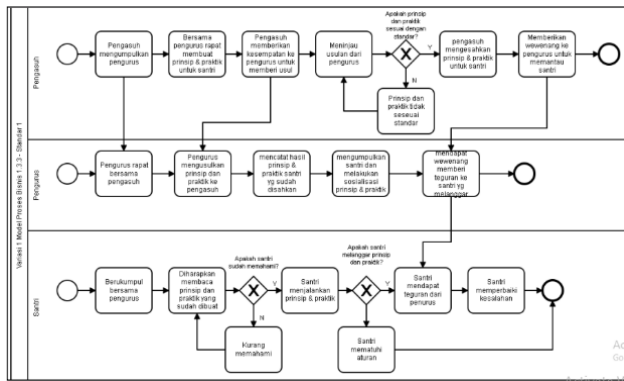 Variasi 1 Model Proses Bisnis 1.3.3 - Standar 1
Pengasuh
Pengasuh
mengumpulkan
pengurus
Bersama
pengurus rapat
membuat
prinsip & praktik
untuk santri
Pengasuh
memberikan
kesempatan ke
pengurus untuk
memberi usul
Meninjau
usulan dari
pengurus
Apakah prinsip
dan praktik
sesuai dengan
standar?
Y
N
Prinsip dan
praktik tidak
seseuai
standar
pengasuh
mengesahkan
prinsip & praktik
untuk santri
Memberikan
wewenang ke
pengurus untuk
memantau
santri
Pengurus
Pengurus rapat
bersama
pengasuh
Pengurus
mengusulkan
prinsip dan
praktik ke
pengasuh
mencatat hasil
prinsip &
praktik santri
yg sudah
disahkan
mengumpulkan
santri dan
melakukan
sosialisasi
prinsip & praktik
mendapat
wewenang
memberi
teguran ke
santri yg
melanggar
Santri
Berukumpul
bersama
pengurus
Diharapkan
membaca
prinsip dan
praktik yang
sudah dibuat
Apakah santri
sudah memahami?
Y
N
Kurang
memahami
Santri
menjalankan
prinsip & praktik
Apakah santri
melanggar prinsip
dan praktik?
Y
Santri
mematuhi
aturan
Santri
mendapat
teguran dari
penurus
Santri
memperbaiki
kesalahan